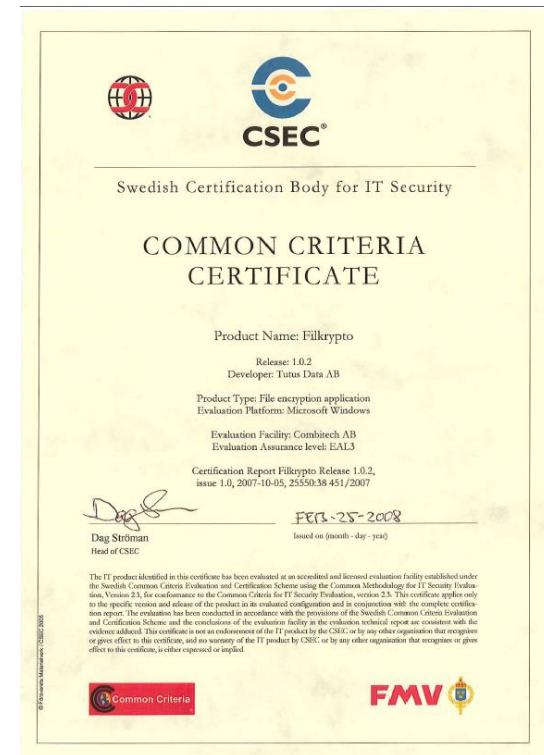 CSEC®
Swedish Certification Body for IT Security
COMMON CRITERIA
CERTIFICATE
Product Name: Filkrypto
Release: 1.0.2
Developer: Tutus Data AB
Product Type: File encryption application
Evaluation Platform: Microsoft Windows
Evaluation Facility: Combitech AB
Evaluation Assurance level: EAL3
Certification Report Filkrypto Release 1.0.2,
issue 1.0, 2007-10-05, 25550:38 451/2007
FEB-25-2008
Dag Ströman
Issued on (month - day - year)
Head of CSEC
The IT product identified in this certificate has been evaluated at an accredited and licensed evaluation facility established under
the Swedish Common Criteria Evaluation and Certification Scheme using the Common Methodology for IT Security Evalua-
tion, Version 2.3, for conformance to the Common Criteria for IT Security Evaluation, version 2.3. This certificate applies only
to the specific version and release of the product in its evaluated configuration and in conjunction with the complete certifica-
tion report. The evaluation has been conducted in accordance with the provisions of the Swedish Common Criteria Evaluation
and Certification Scheme and the conclusions of the evaluation facility in the evaluation technical report are consistent with the
evidence adduced. This certificate is not an endorsement of the IT product by the CSEC or by any other organisation that recognises
or gives effect to this certificate, and no warranty of the IT product by CSEC or by any other organisation that recognises or gives
effect to this certificate, is either expressed or implied.
Common Criteria
FMV
CSEC 2005